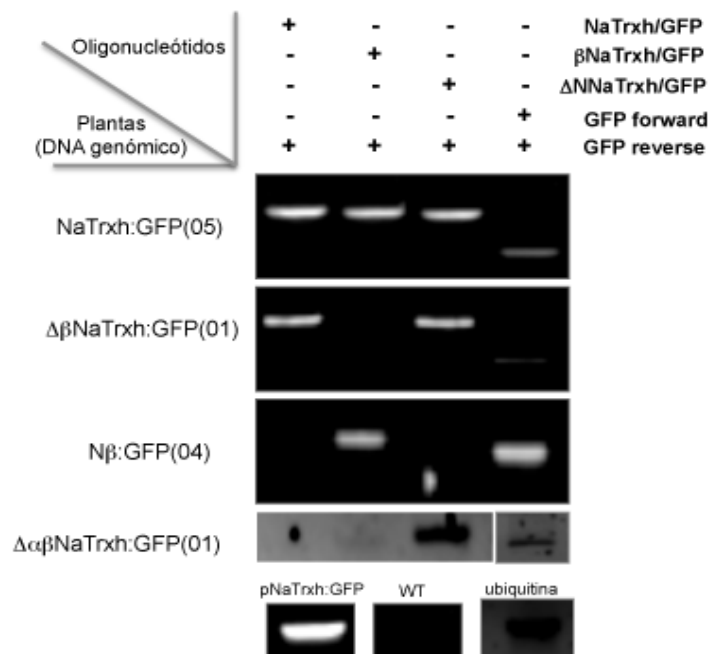 Oligonucleótidos
Plantas
(DNA genómico)
+ - - - NaTrxh/GFP
- + - - βNaTrxh/GFP
- - + - ΔNNaTrxh/GFP
- - - + GFP forward
+ + + + GFP reverse
NaTrxh:GFP(05)
ΔβNaTrxh:GFP(01)
Nβ:GFP(04)
ΔαβNaTrxh:GFP(01)
pNaTrxh:GFP WT ubiquitina